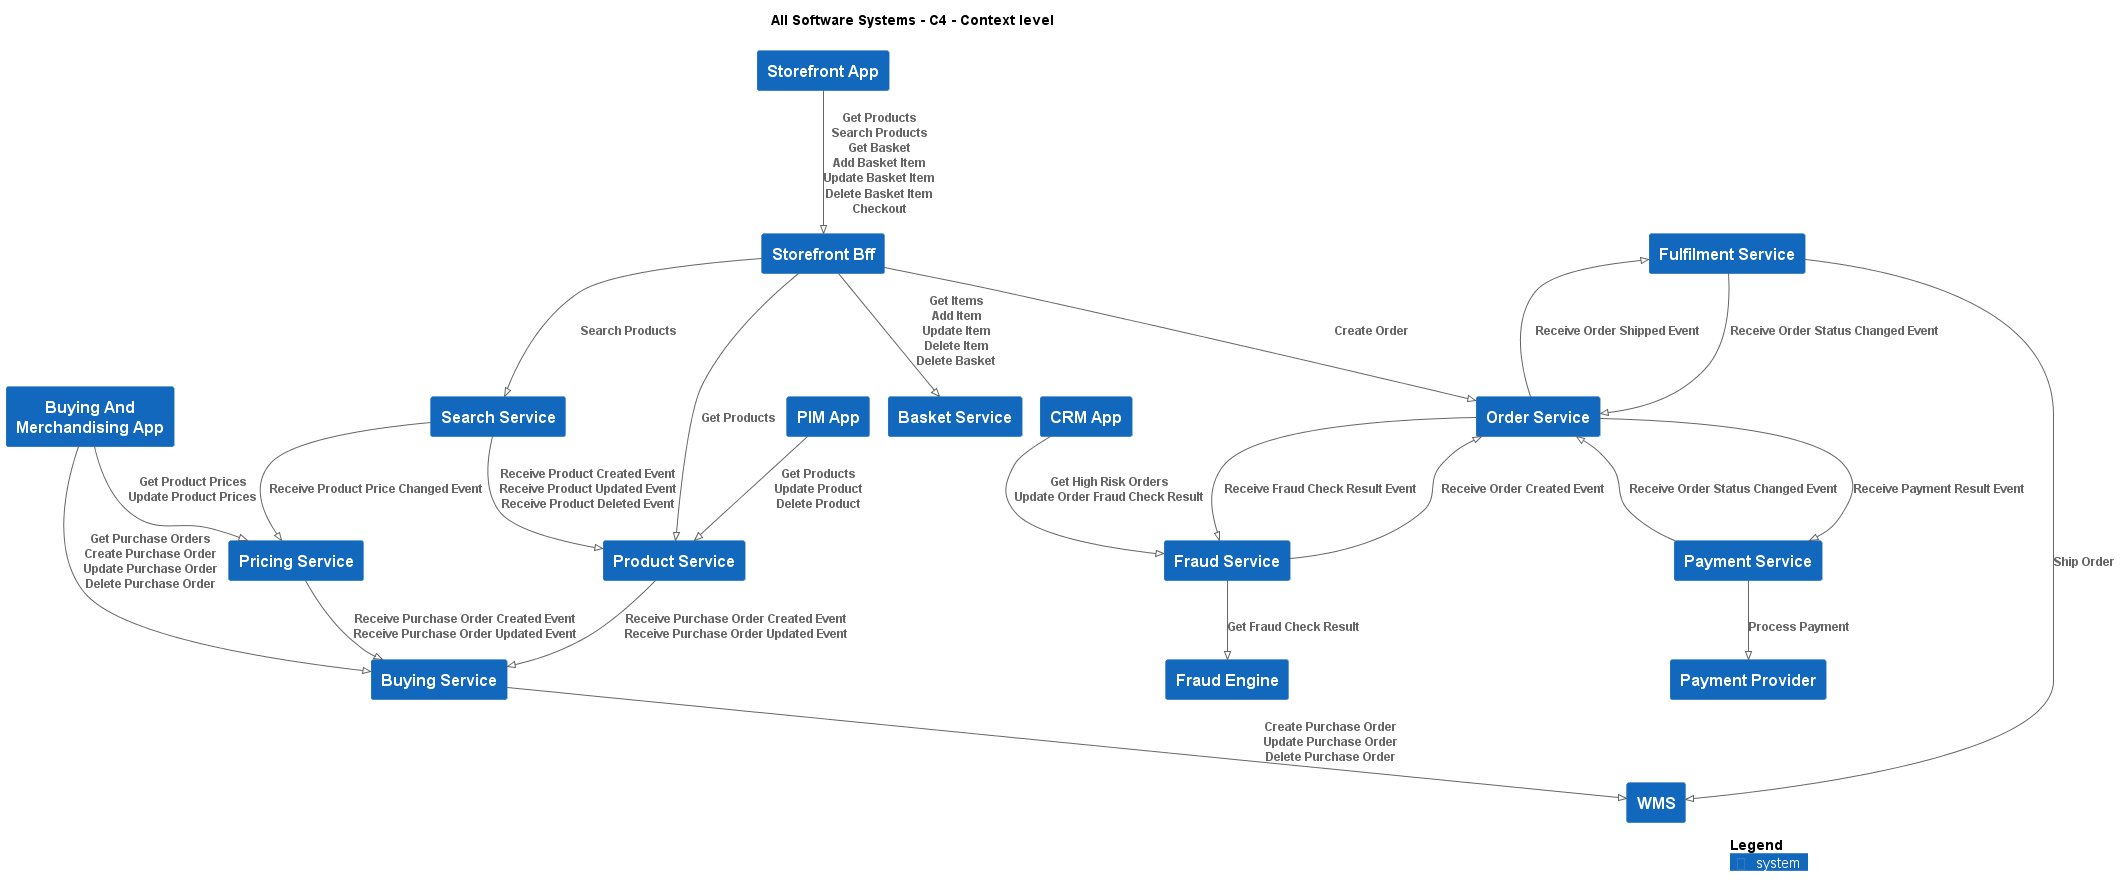 All Software Systems - C4 - Context level
Storefront App
Get Products
Search Products
Get Basket
Add Basket Item
Update Basket Item
Delete Basket Item
Checkout
Storefront Bff
Fulfilment Service
Search Products
Get Items
Add Item
Update Item
Delete Item
Delete Basket
Create Order
Receive Order Shipped Event
Receive Order Status Changed Event
Buying And
Merchandising App
Search Service
Get Products
PIM App
Basket Service
CRM App
Order Service
Get Product Prices
Update Product Prices
Receive Product Price Changed Event
Receive Product Created Event
Receive Product Updated Event
Receive Product Deleted Event
Get Products
Update Product
Delete Product
Get High Risk Orders
Update Order Fraud Check Result
Receive Fraud Check Result Event
Receive Order Created Event
Receive Order Status Changed Event
Receive Payment Result Event
Get Purchase Orders
Create Purchase Order
Update Purchase Order
Delete Purchase Order
Pricing Service
Product Service
Fraud Service
Payment Service
Ship Order
Receive Purchase Order Created Event
Receive Purchase Order Updated Event
Receive Purchase Order Created Event
Receive Purchase Order Updated Event
Get Fraud Check Result
Process Payment
Buying Service
Fraud Engine
Payment Provider
Create Purchase Order
Update Purchase Order
Delete Purchase Order
WMS
Legend
system